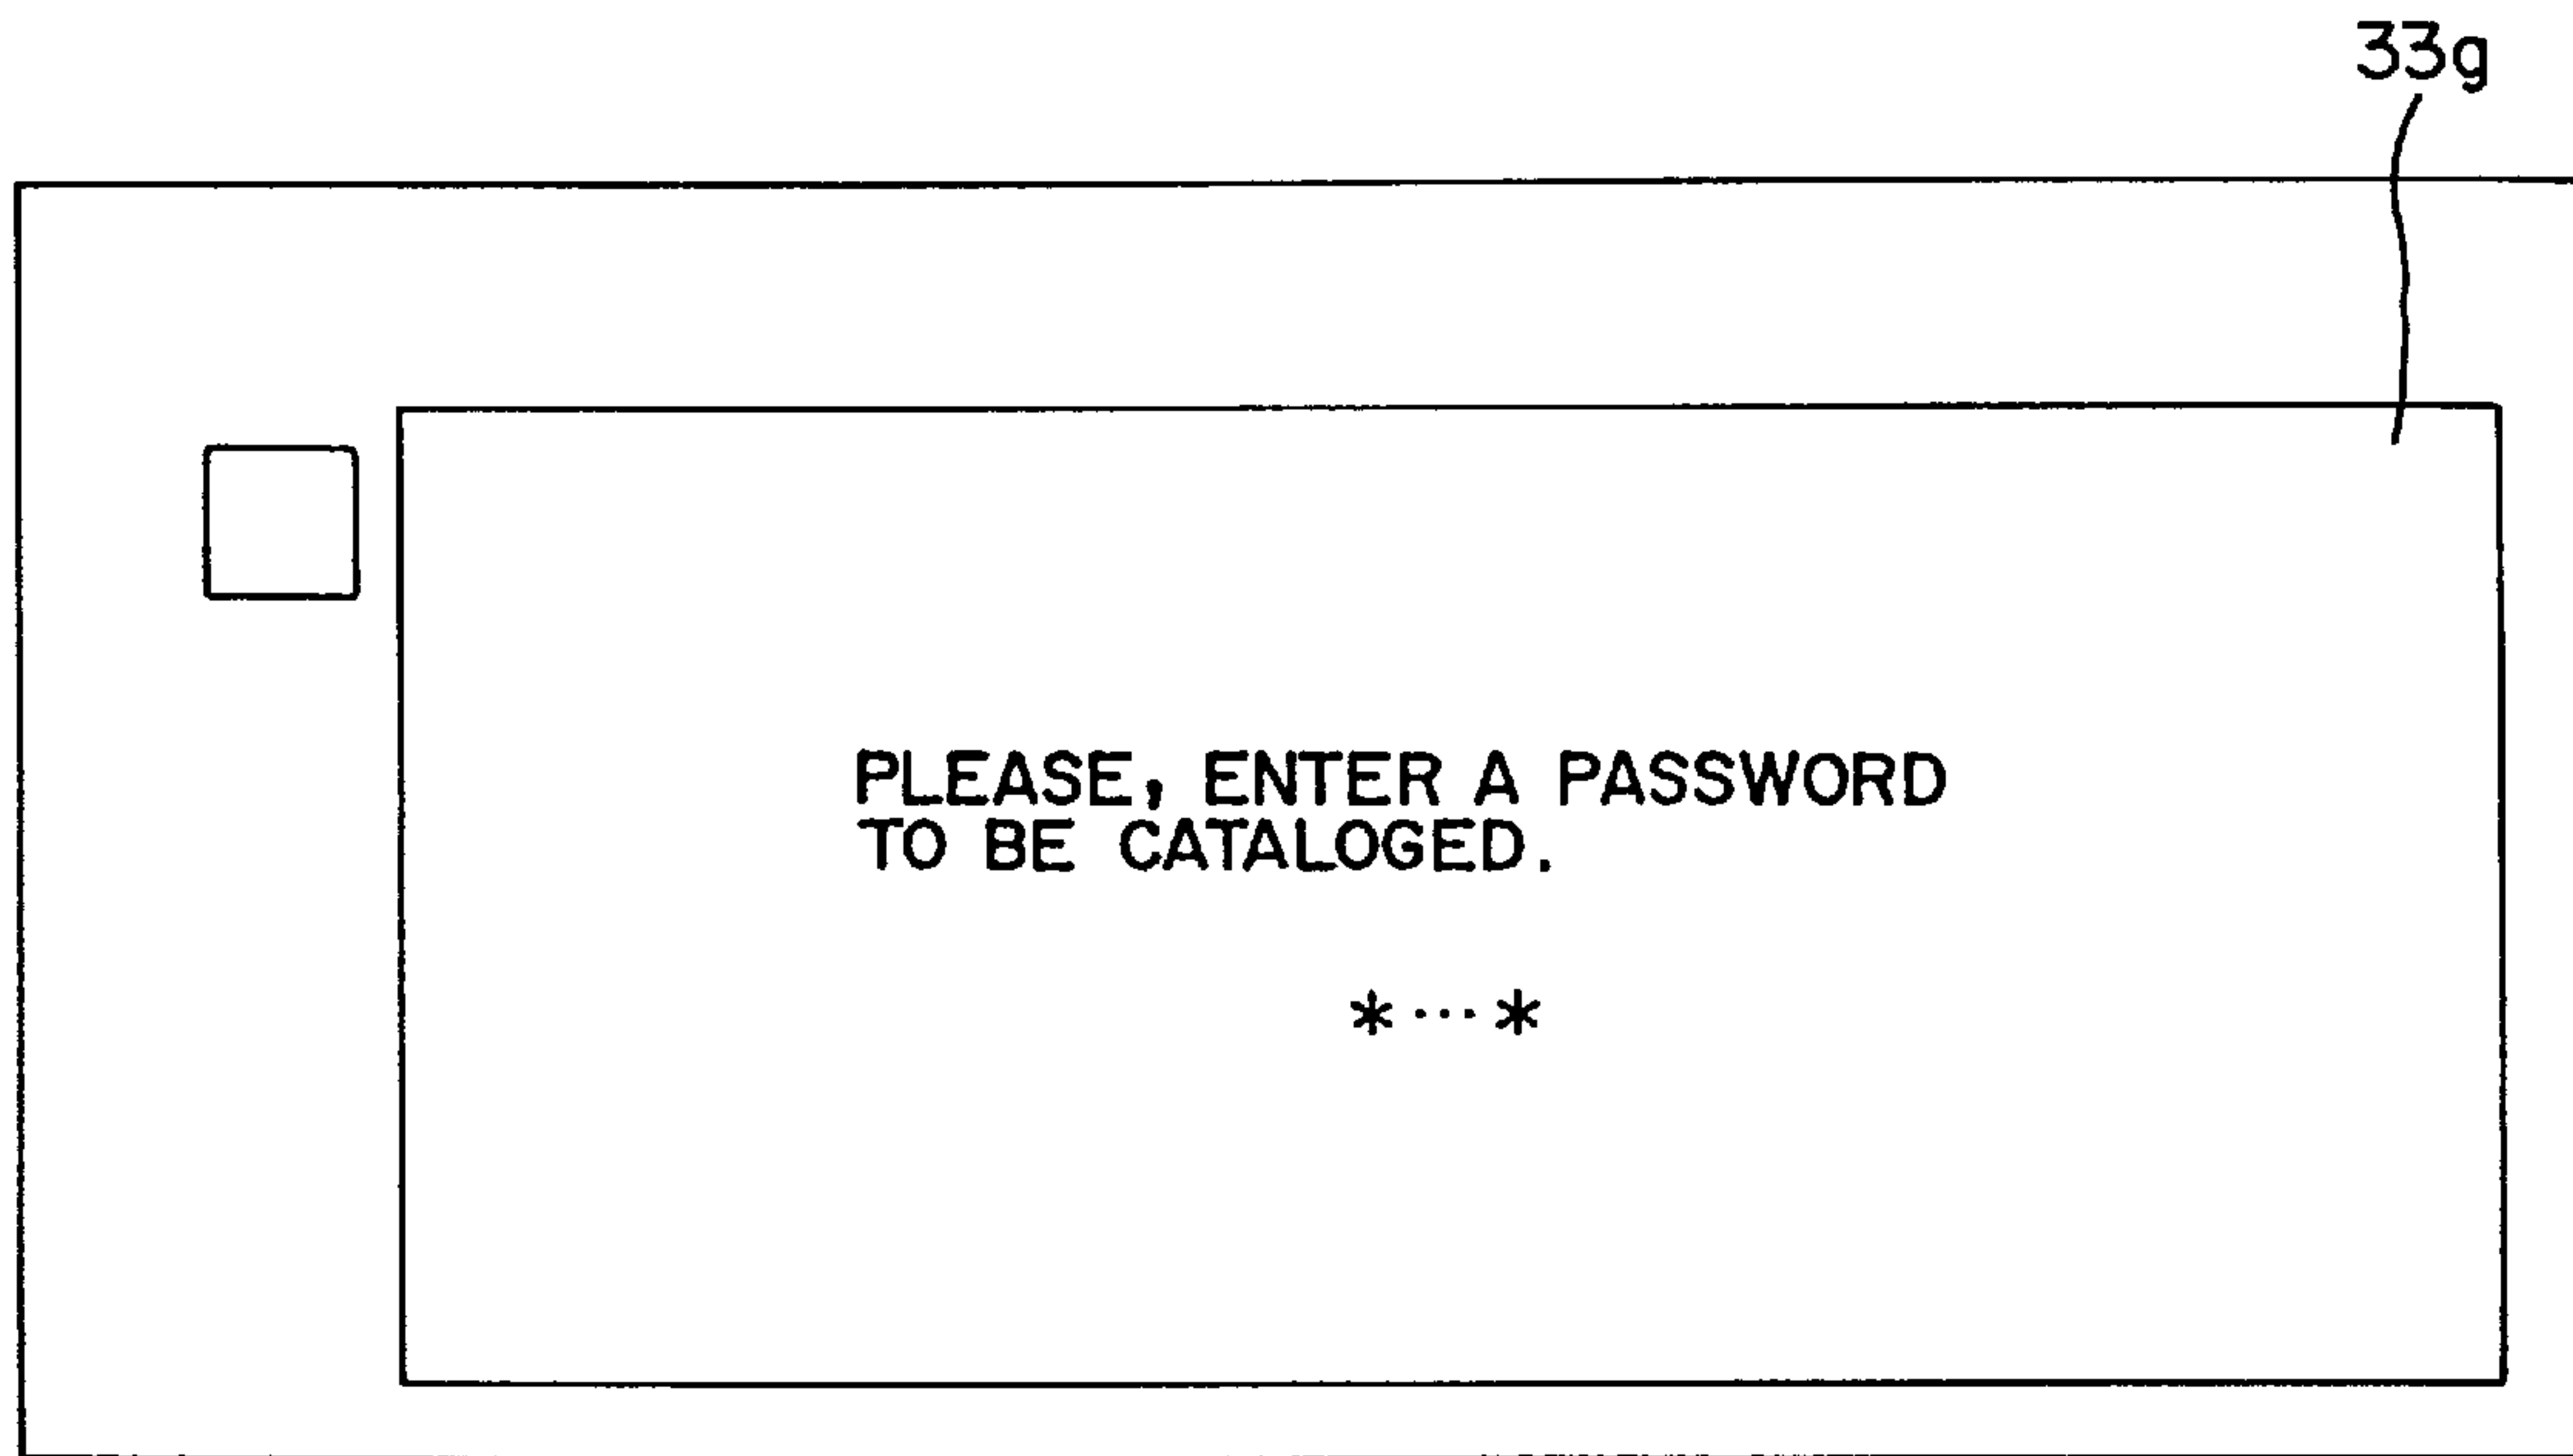 33g
PLEASE, ENTER A PASSWORD
TO BE CATALOGED.
*···*